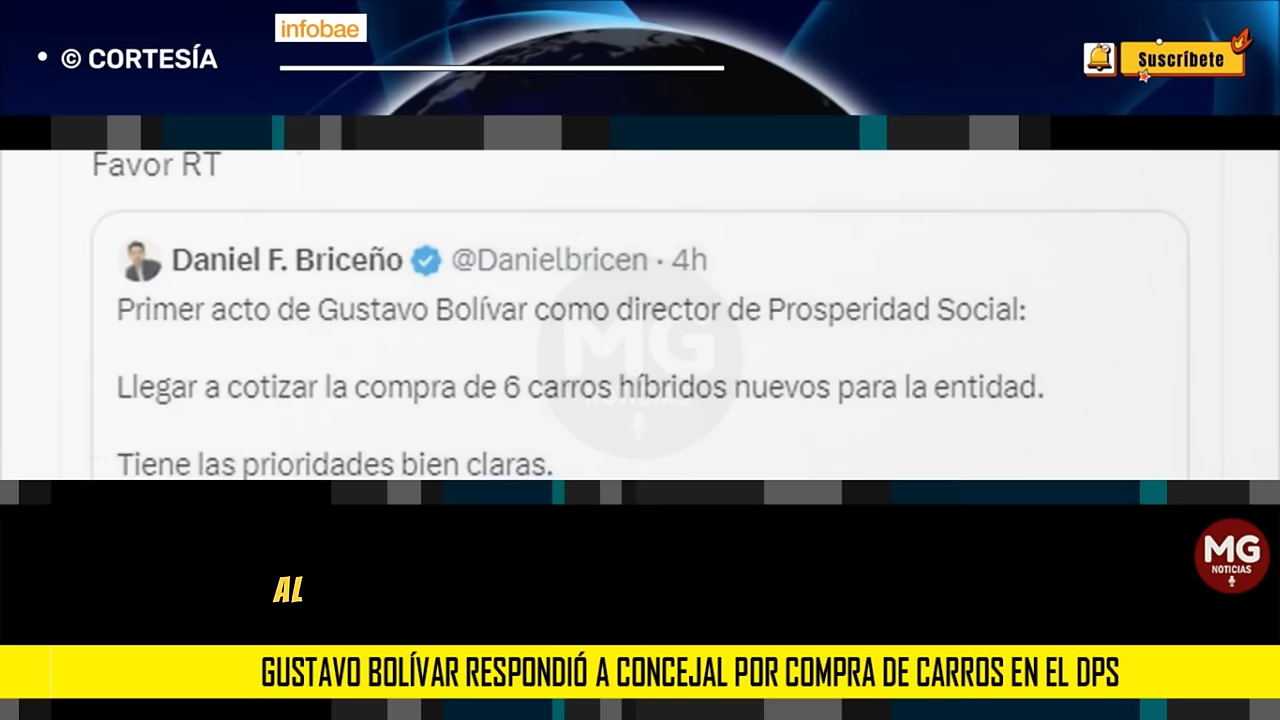 infobae
• © CORTESÍA
Suscríbete
Favor RT
Daniel F. Briceño @Danielbricen · 4h
Primer acto de Gustavo Bolívar como director de Prosperidad Social:
Llegar a cotizar la compra de 6 carros híbridos nuevos para la entidad.
Tiene las prioridades bien claras.
MG
NOTICIAS
AL
MG
NOTICIAS
GUSTAVO BOLÍVAR RESPONDIÓ A CONCEJAL POR COMPRA DE CARROS EN EL DPS